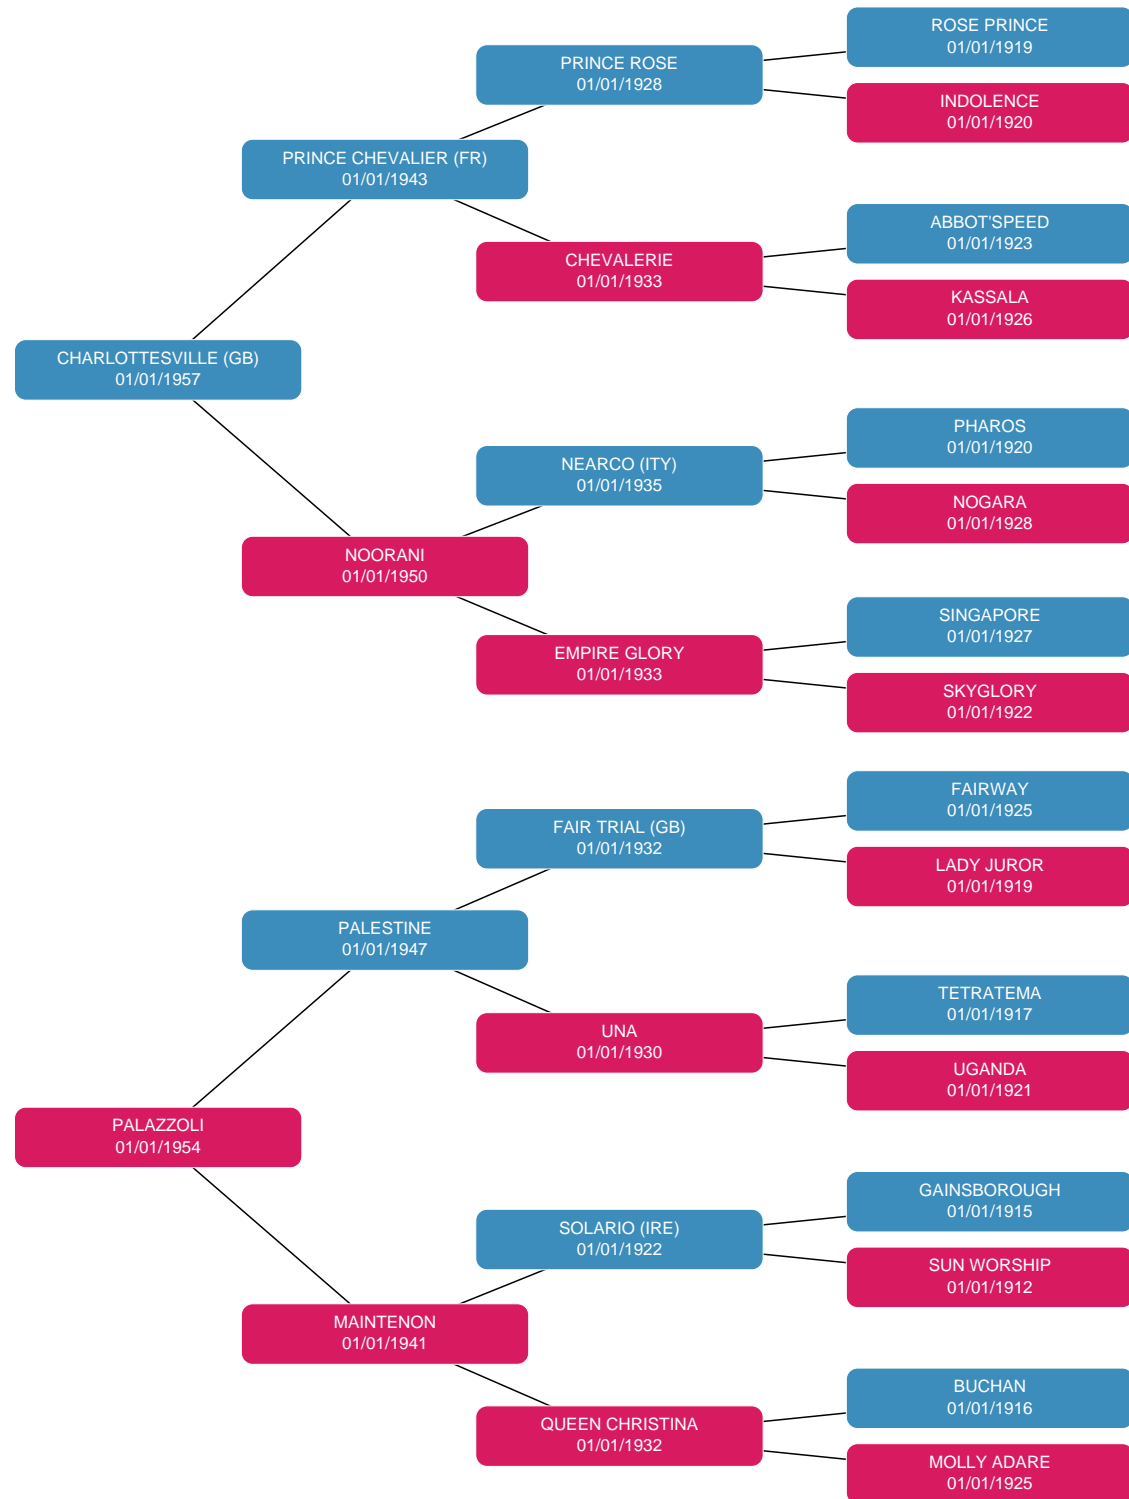 ROSE PRINCE
01/01/1919
PRINCE ROSE
01/01/1928
INDOLENCE
01/01/1920
PRINCE CHEVALIER (FR)
01/01/1943
ABBOT'SPEED
01/01/1923
CHEVALERIE
01/01/1933
KASSALA
01/01/1926
CHARLOTTESVILLE (GB)
01/01/1957
PHAROS
01/01/1920
NEARCO (ITY)
01/01/1935
NOGARA
01/01/1928
NOORANI
01/01/1950
SINGAPORE
01/01/1927
EMPIRE GLORY
01/01/1933
SKYGLORY
01/01/1922
FAIRWAY
01/01/1925
FAIR TRIAL (GB)
01/01/1932
LADY JUROR
01/01/1919
PALESTINE
01/01/1947
TETRATEMA
01/01/1917
UNA
01/01/1930
UGANDA
01/01/1921
PALAZZOLI
01/01/1954
GAINSBOROUGH
01/01/1915
SOLARIO (IRE)
01/01/1922
SUN WORSHIP
01/01/1912
MAINTENON
01/01/1941
BUCHAN
01/01/1916
QUEEN CHRISTINA
01/01/1932
MOLLY ADARE
01/01/1925